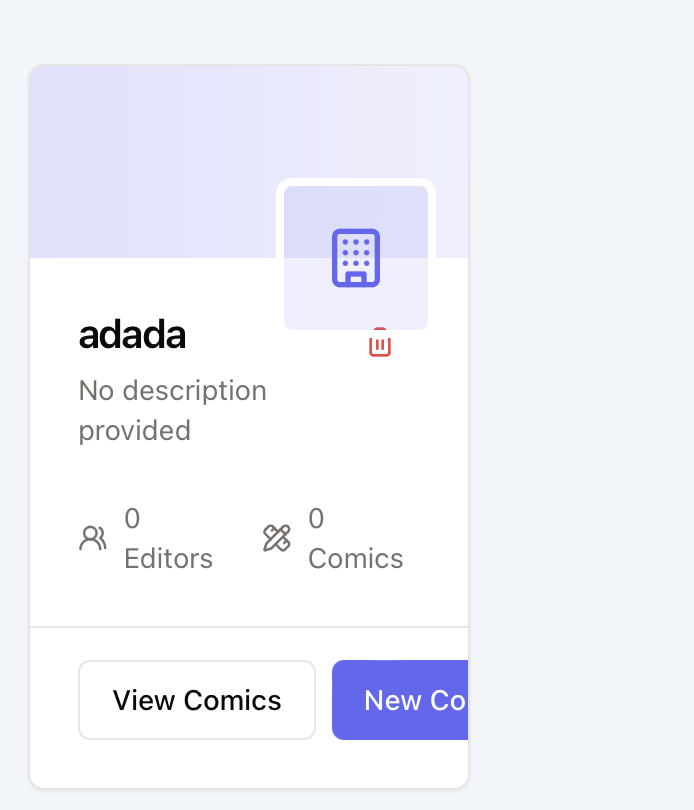 adada
No description
provided
0
Editors
0
Comics
View Comics
New Co